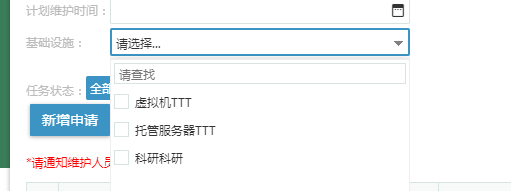 计划维护时间：
基础设施： 请选择...
请查找
任务状态： 全部
虚拟机TTT
新增申请
托管服务器TTT
*请通知维护人员
科研科研